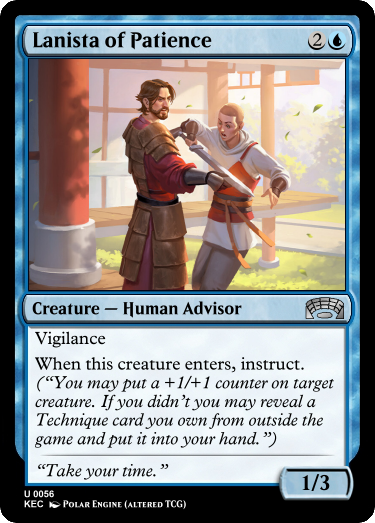 Lanista of Patience 2
Creature — Human Advisor
Vigilance
When this creature enters, instruct.
(“You may put a +1/+1 counter on target
creature. If you didn’t you may reveal a
Technique card you own from outside the
game and put it into your hand.”)
“Take your time.”
1/3
U 0056
KEC Polar Engine (altered TCG)